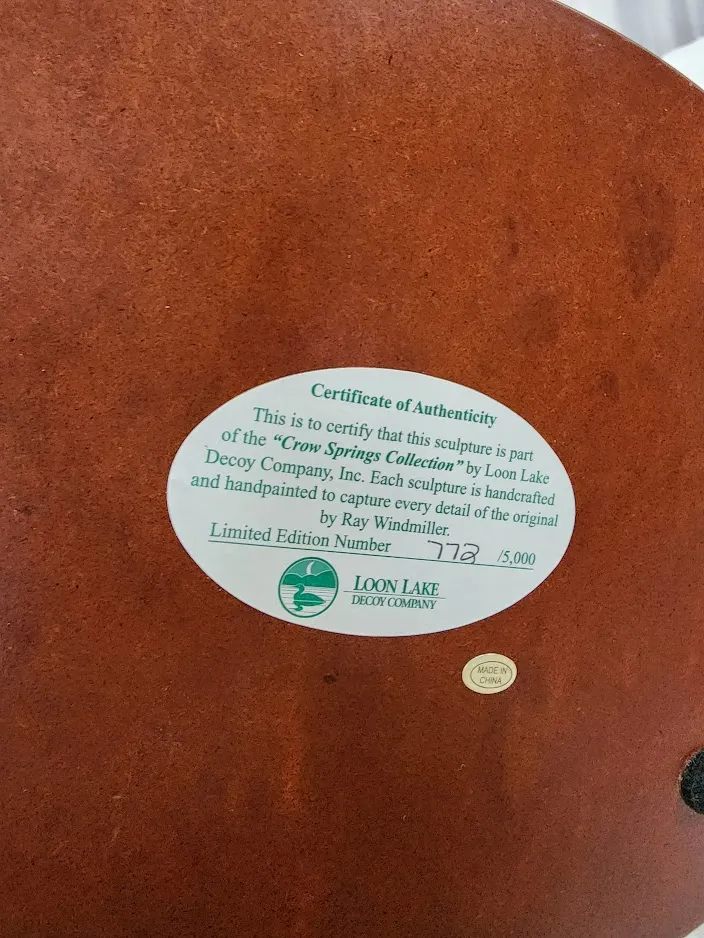 Certificate of Authenticity
This is to certify that this sculpture is part
of the "Crow Springs Collection" by Loon Lake
Decoy Company, Inc. Each sculpture is handcrafted
and handpainted to capture every detail of the original
by Ray Windmiller.
Limited Edition Number 772 /5,000
LOON LAKE
DECOY COMPANY
MADE IN
CHINA